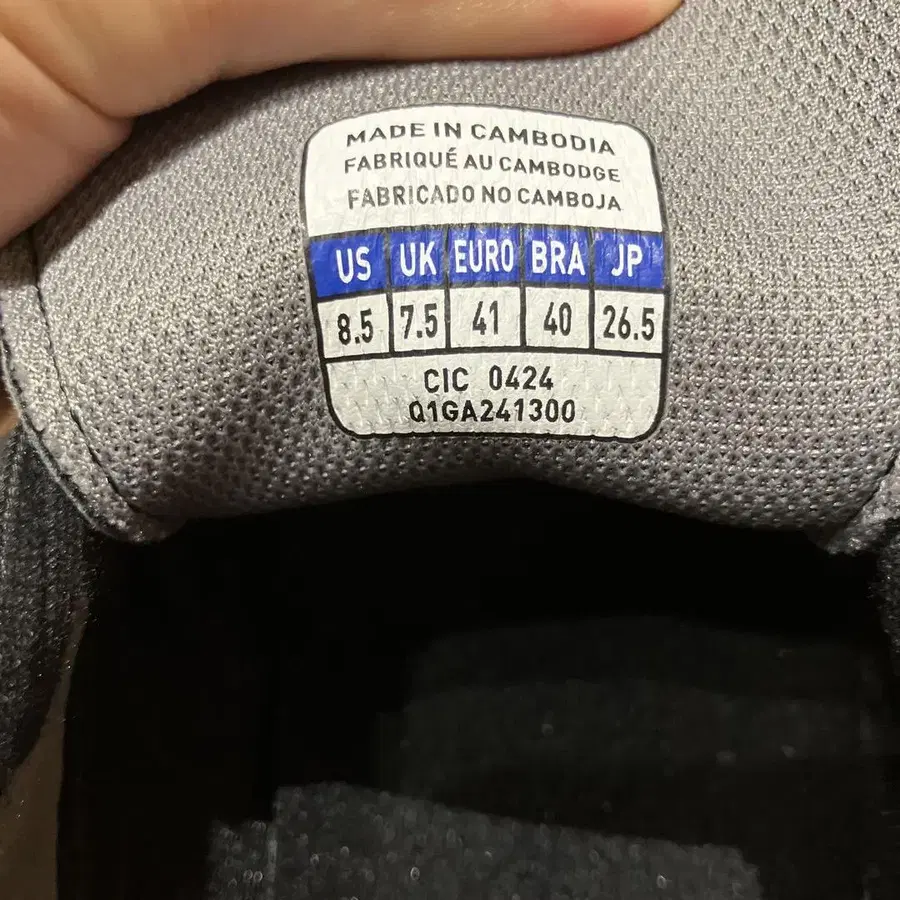 MADE IN CAMBODIA
FABRIQUÉ AU CAMBODGE
FABRICADO NO CAMBOJA
US UK EURO BRA JP
8.5 7.5 41 40 26.5
CIC 0424
Q1GA241300